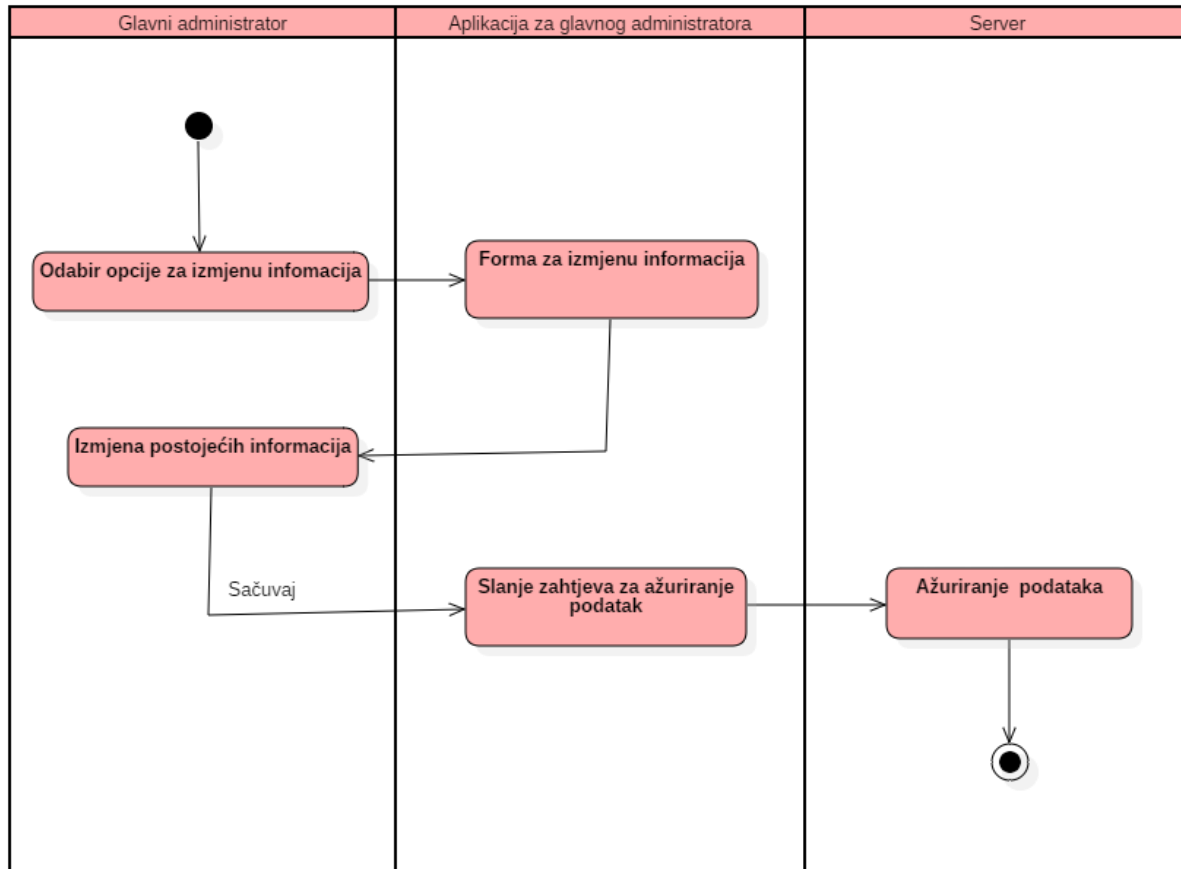 Glavni administrator
Aplikacija za glavnog administratora
Server
Odabir opcije za izmjenu infomacija
Forma za izmjenu informacija
Izmjena postojećih informacija
Sačuvaj
Slanje zahtjeva za ažuriranje
podatak
Ažuriranje podataka